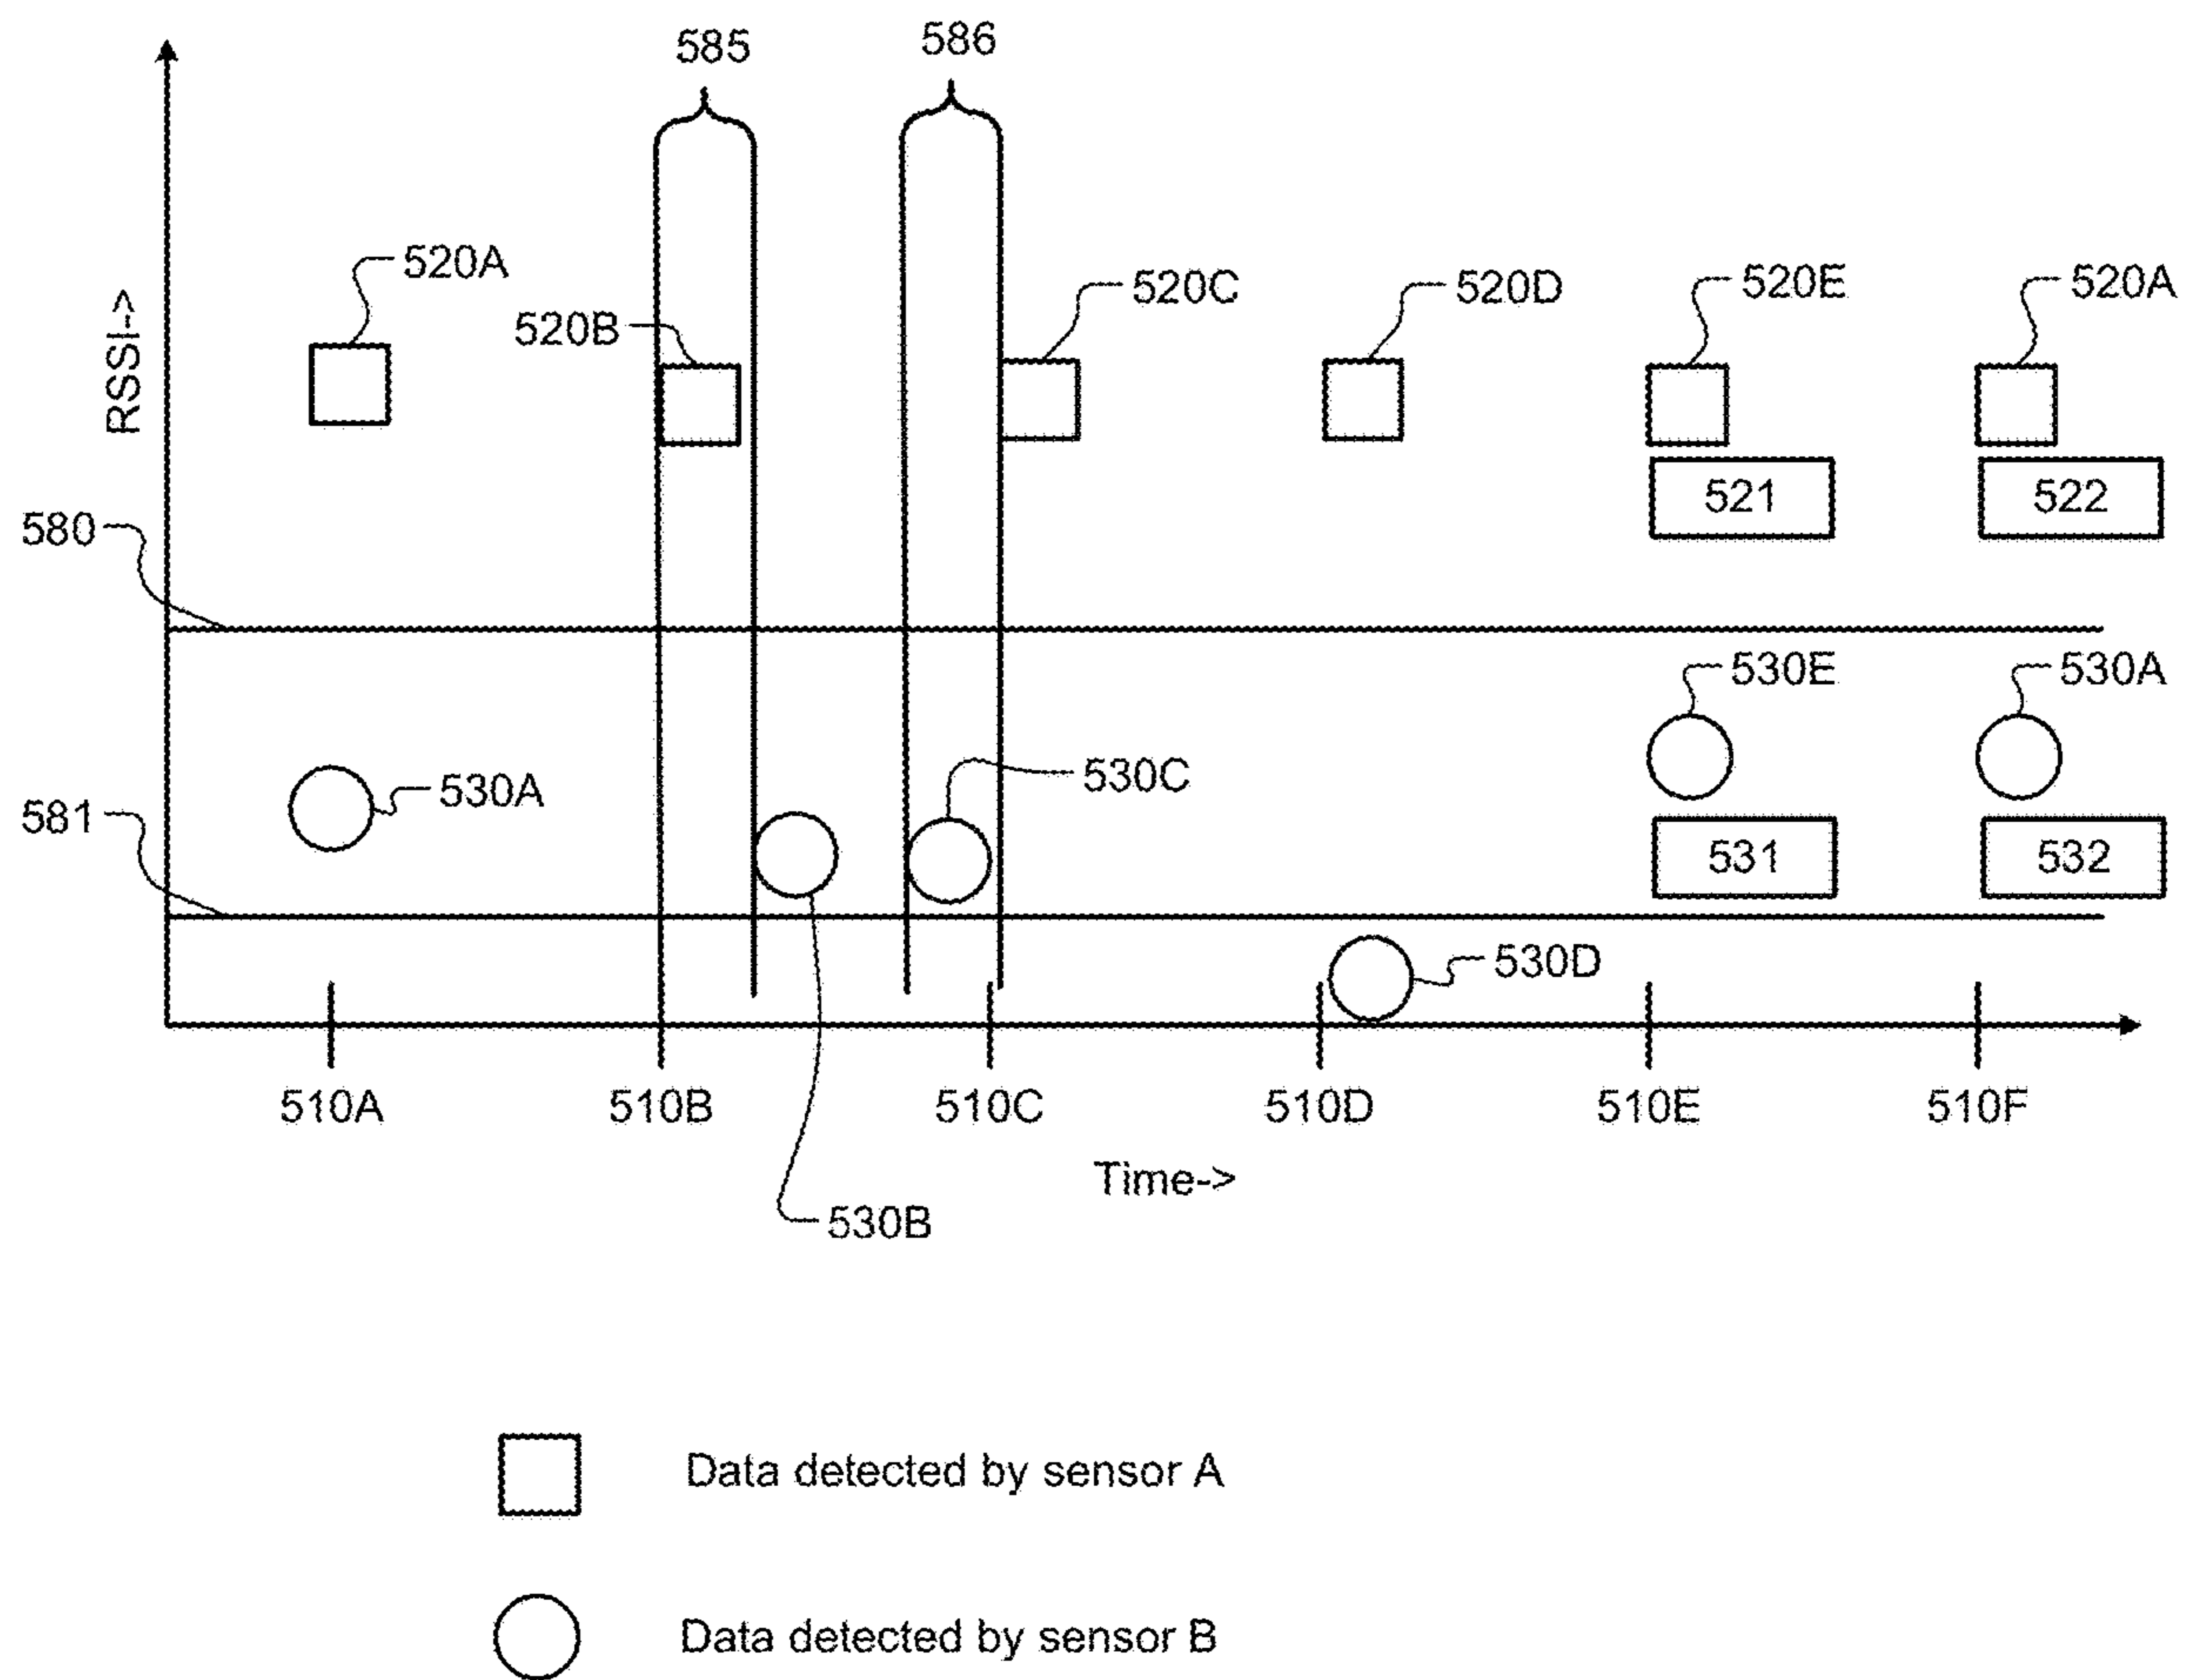 585
586
520A
520B
520C
520D
520E
520A
RSSI->
521
522
580
530E
530A
530A
530C
581
531
532
530D
510A
510B
510C
510D
510E
510F
Time->
530B
Data detected by sensor A
Data detected by sensor B